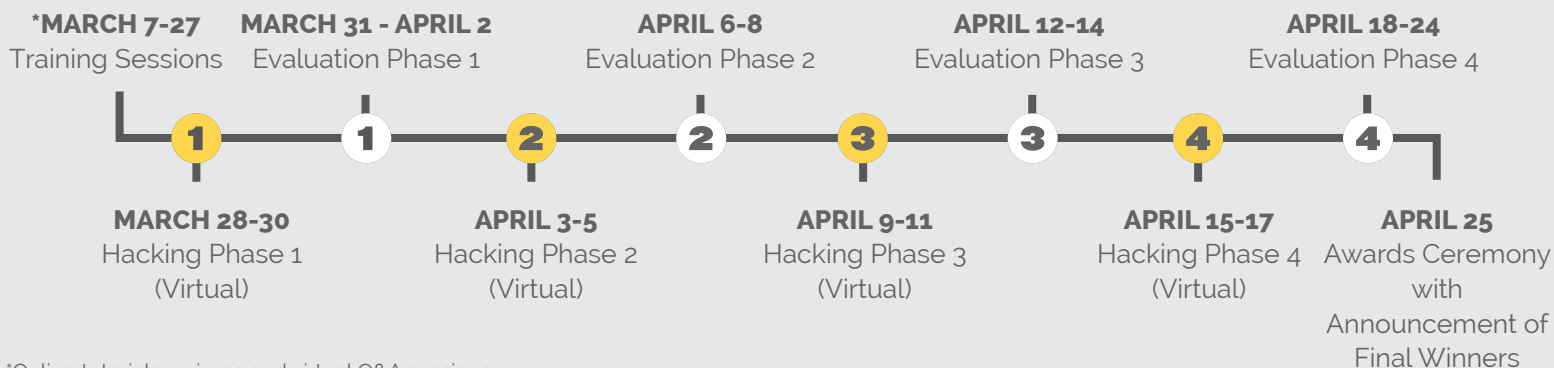 *MARCH 7-27
Training Sessions
MARCH 31 - APRIL 2
Evaluation Phase 1
APRIL 6-8
Evaluation Phase 2
APRIL 12-14
Evaluation Phase 3
APRIL 18-24
Evaluation Phase 4
1
1
2
2
3
3
4
4
MARCH 28-30
Hacking Phase 1
(Virtual)
APRIL 3-5
Hacking Phase 2
(Virtual)
APRIL 9-11
Hacking Phase 3
(Virtual)
APRIL 15-17
Hacking Phase 4
(Virtual)
APRIL 25
Awards Ceremony
with
Announcement of
Final Winners